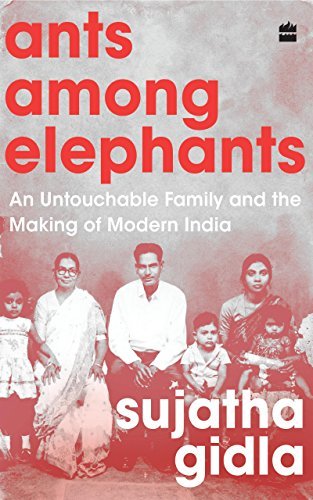 ants
among
elephants
An Untouchable Family and the
Making of Modern India
sujatha
gidla